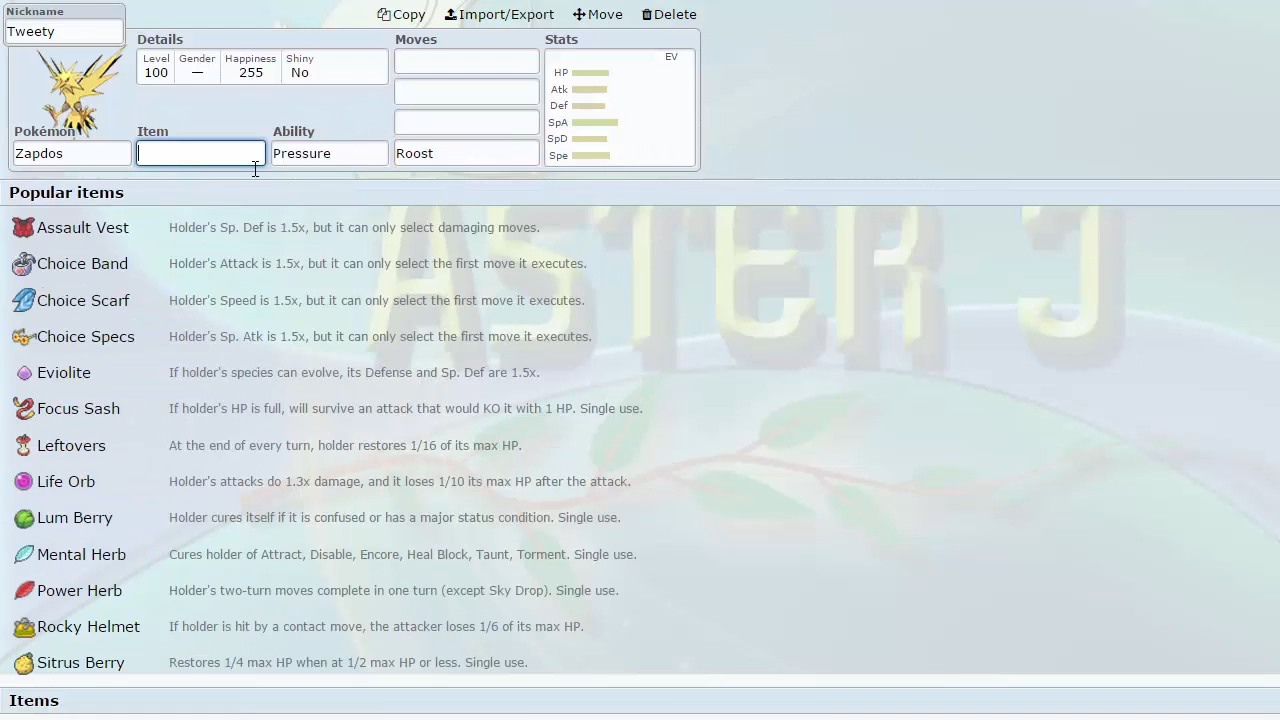 Nickname
Tweety
Copy Import/Export Move Delete
Details
Moves
Stats
Level Gender Happiness Shiny
100 — 255 No
EV
HP
Atk
Def
SpA
SpD
Spe
Pokémon Item Ability
Zapdos Pressure Roost
Popular items
Assault Vest Holder's Sp. Def is 1.5x, but it can only select damaging moves.
Choice Band Holder's Attack is 1.5x, but it can only select the first move it executes.
Choice Scarf Holder's Speed is 1.5x, but it can only select the first move it executes.
Choice Specs Holder's Sp. Atk is 1.5x, but it can only select the first move it executes.
Eviolite If holder's species can evolve, its Defense and Sp. Def are 1.5x.
Focus Sash If holder's HP is full, will survive an attack that would KO it with 1 HP. Single use.
Leftovers At the end of every turn, holder restores 1/16 of its max HP.
Life Orb Holder's attacks do 1.3x damage, and it loses 1/10 its max HP after the attack.
Lum Berry Holder cures itself if it is confused or has a major status condition. Single use.
Mental Herb Cures holder of Attract, Disable, Encore, Heal Block, Taunt, Torment. Single use.
Power Herb Holder's two-turn moves complete in one turn (except Sky Drop). Single use.
Rocky Helmet If holder is hit by a contact move, the attacker loses 1/6 of its max HP.
Sitrus Berry Restores 1/4 max HP when at 1/2 max HP or less. Single use.
Items
ASTER J